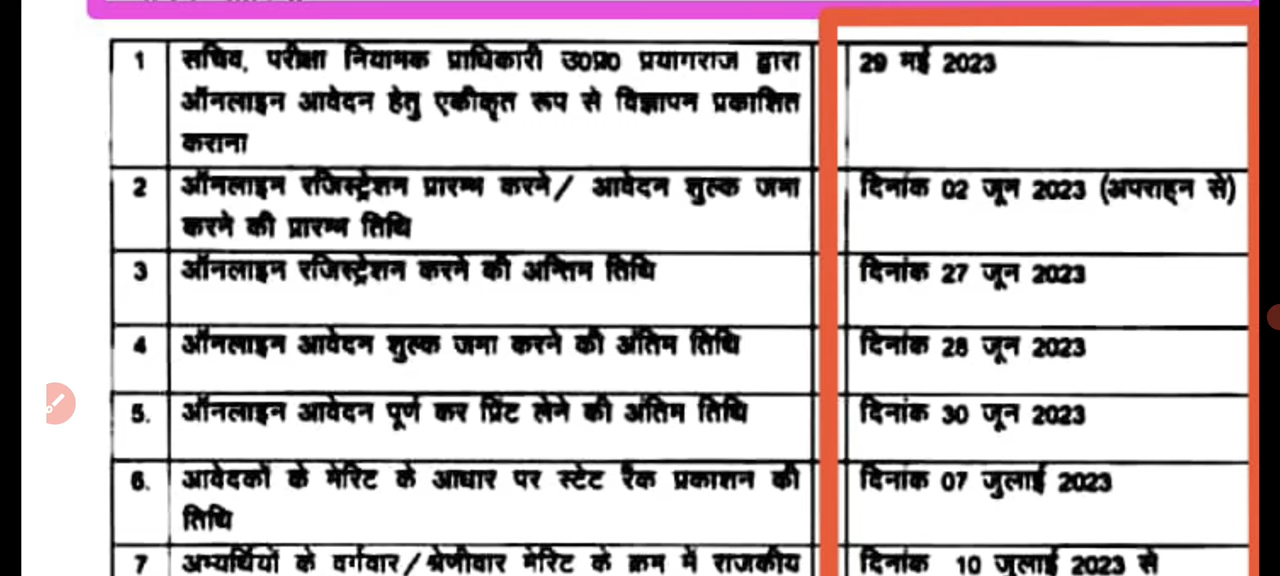 1 सचिव, परीक्षा नियामक प्राधिकारी उ0प्र0 प्रयागराज द्वारा 29 मई 2023
ऑनलाइन आवेदन हेतु एकीकृत रूप से विज्ञापन प्रकाशित
कराना
2 ऑनलाइन रजिस्ट्रेशन प्रारम्भ करने/ आवेदन शुल्क जमा दिनांक 02 जून 2023 (अपराह्न से)
करने की प्रारम्भ तिथि
3 ऑनलाइन रजिस्ट्रेशन करने की अन्तिम तिथि दिनांक 27 जून 2023
4 ऑनलाइन आवेदन शुल्क जमा करने की अंतिम तिथि दिनांक 28 जून 2023
5. ऑनलाइन आवेदन पूर्ण कर प्रिंट लेने की अंतिम तिथि दिनांक 30 जून 2023
6. आवेदकों के मेरिट के आधार पर स्टेट रैंक प्रकाशन की दिनांक 07 जुलाई 2023
तिथि
7 अभ्यर्थियों के वर्गवार/श्रेणीवार मेरिट के क्रम में राजकीय दिनांक 10 जुलाई 2023 से